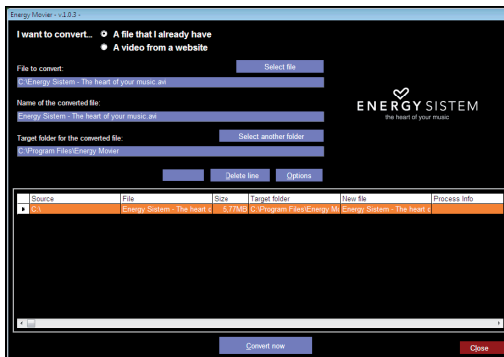 Energy Movier - v.1.0.3 -
I want to convert... A file that I already have
A video from a website
File to convert: Select file
C:\Energy Sistem - The heart of your music.avi
Name of the converted file:
Energy Sistem - The heart of your music.avi
ENERGY SISTEM
the heart of your music
Target folder for the converted file: Select another folder
C:\Program Files\Energy Movier
Delete line Options
Source File Size Target folder New file Process Info
C:\ Energy Sistem - The heart c 5,77MB C:\Program Files\Energy Mo Energy Sistem - The heart c
Convert now
Close